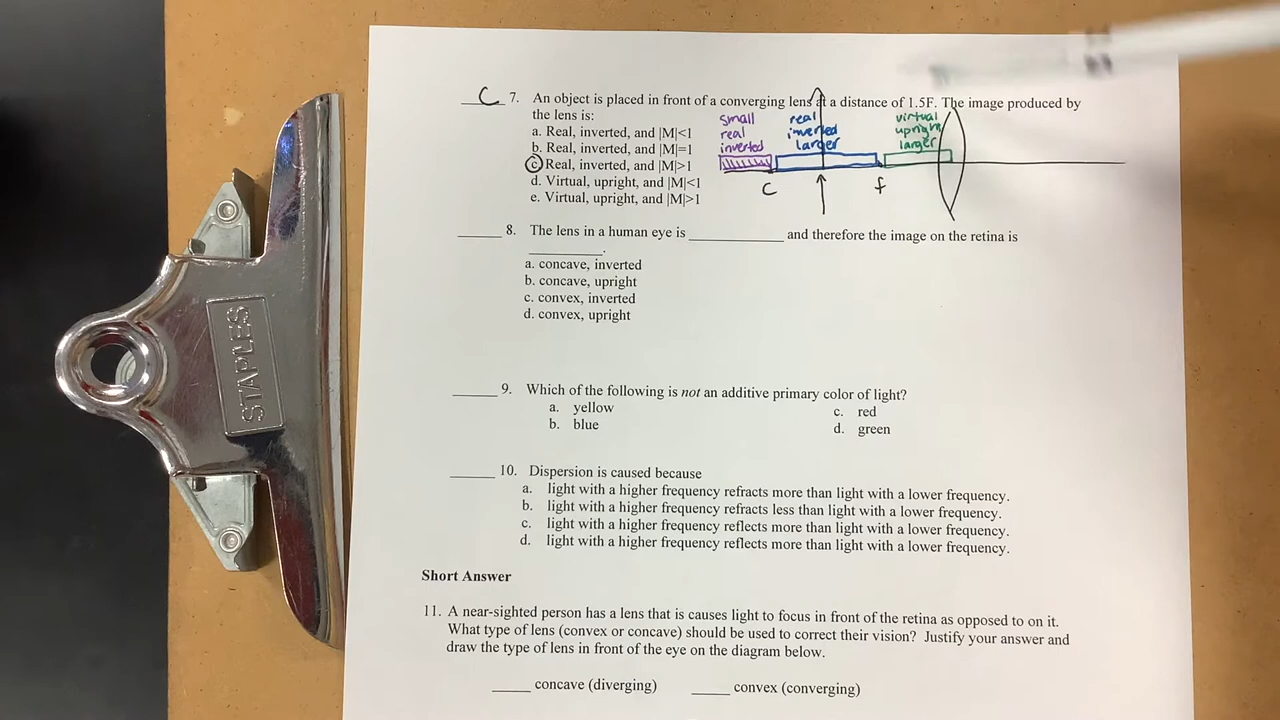 C 7. An object is placed in front of a converging lens at a distance of 1.5F. The image produced by
the lens is:
a. Real, inverted, and |M|<1
b. Real, inverted, and |M|=1
c. Real, inverted, and |M|>1
d. Virtual, upright, and |M|<1
e. Virtual, upright, and |M|>1
small
real
inverted
real
inverted
larger
virtual
upright
larger
C
f
_____ 8. The lens in a human eye is ____________ and therefore the image on the retina is
__________.
a. concave, inverted
b. concave, upright
c. convex, inverted
d. convex, upright
_____ 9. Which of the following is not an additive primary color of light?
a. yellow
b. blue
c. red
d. green
_____ 10. Dispersion is caused because
a. light with a higher frequency refracts more than light with a lower frequency.
b. light with a higher frequency refracts less than light with a lower frequency.
c. light with a higher frequency reflects more than light with a lower frequency.
d. light with a higher frequency reflects more than light with a lower frequency.
Short Answer
11. A near-sighted person has a lens that is causes light to focus in front of the retina as opposed to on it.
What type of lens (convex or concave) should be used to correct their vision? Justify your answer and
draw the type of lens in front of the eye on the diagram below.
_____ concave (diverging) _____ convex (converging)
STAPLES